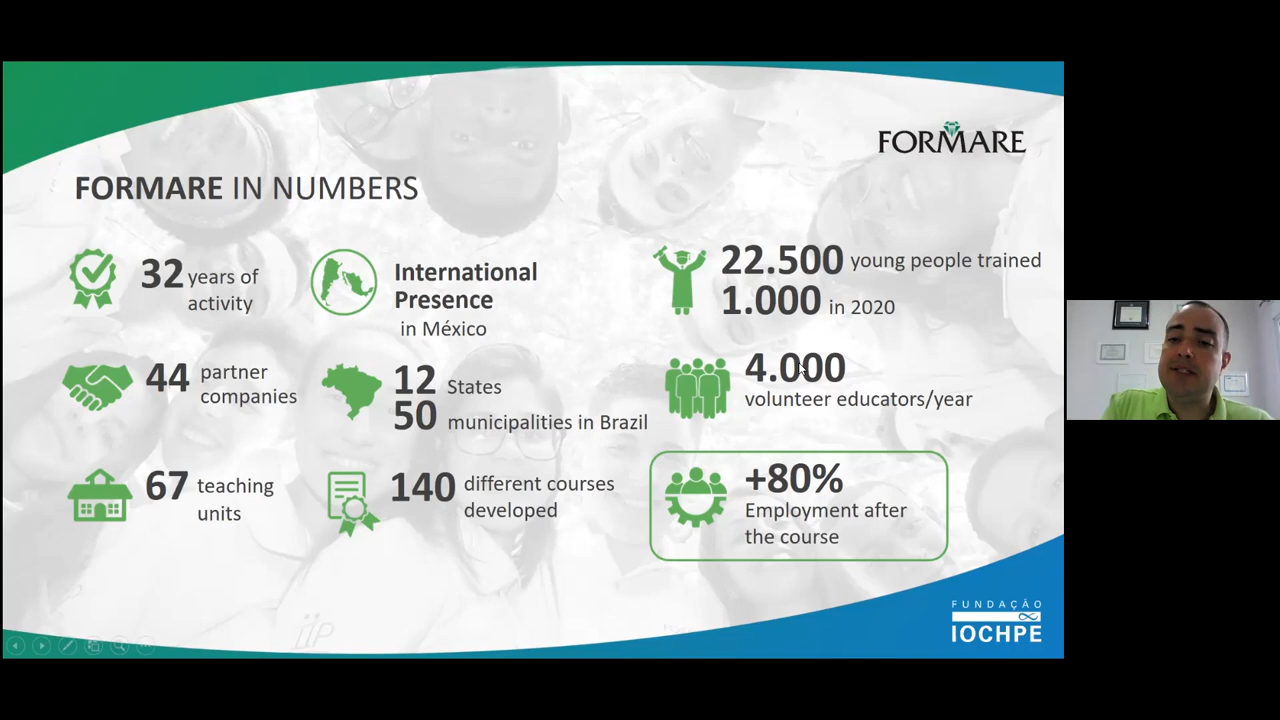 FORMARE
FORMARE IN NUMBERS
32 years of
activity
International
Presence
in México
22.500 young people trained
1.000 in 2020
44 partner
companies
12 States
50 municipalities in Brazil
4.000
volunteer educators/year
67 teaching
units
140 different courses
developed
+80%
Employment after
the course
iiP
FUNDAÇÃO
IOCHPE